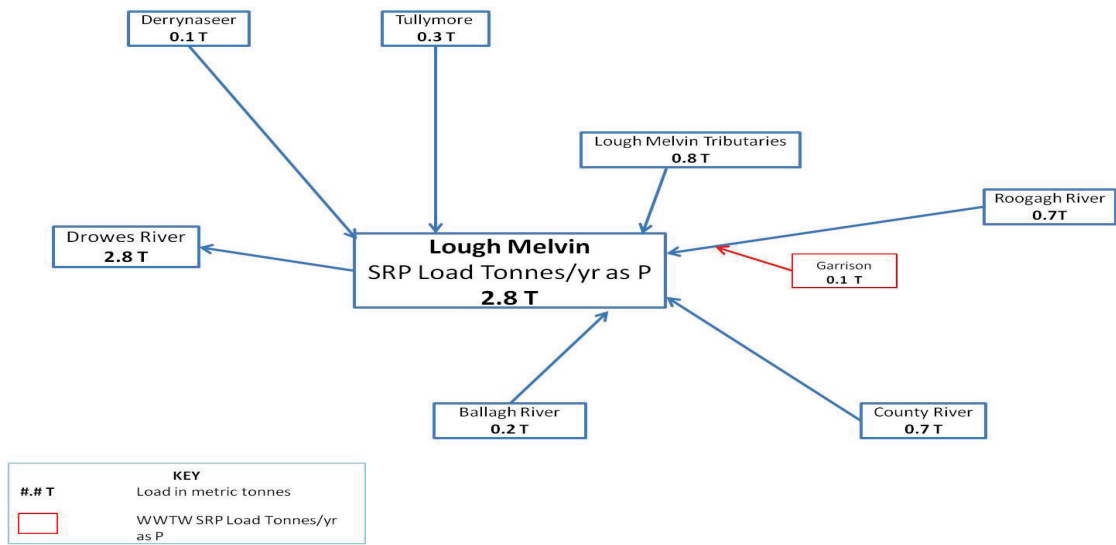 Derrynaseer
0.1 T
Tullymore
0.3 T
Lough Melvin Tributaries
0.8 T
Roogagh River
0.7T
Drowes River
2.8 T
Lough Melvin
SRP Load Tonnes/yr as P
2.8 T
Garrison
0.1 T
Ballagh River
0.2 T
County River
0.7 T
KEY
#.# T Load in metric tonnes
WWTW SRP Load Tonnes/yr
as P